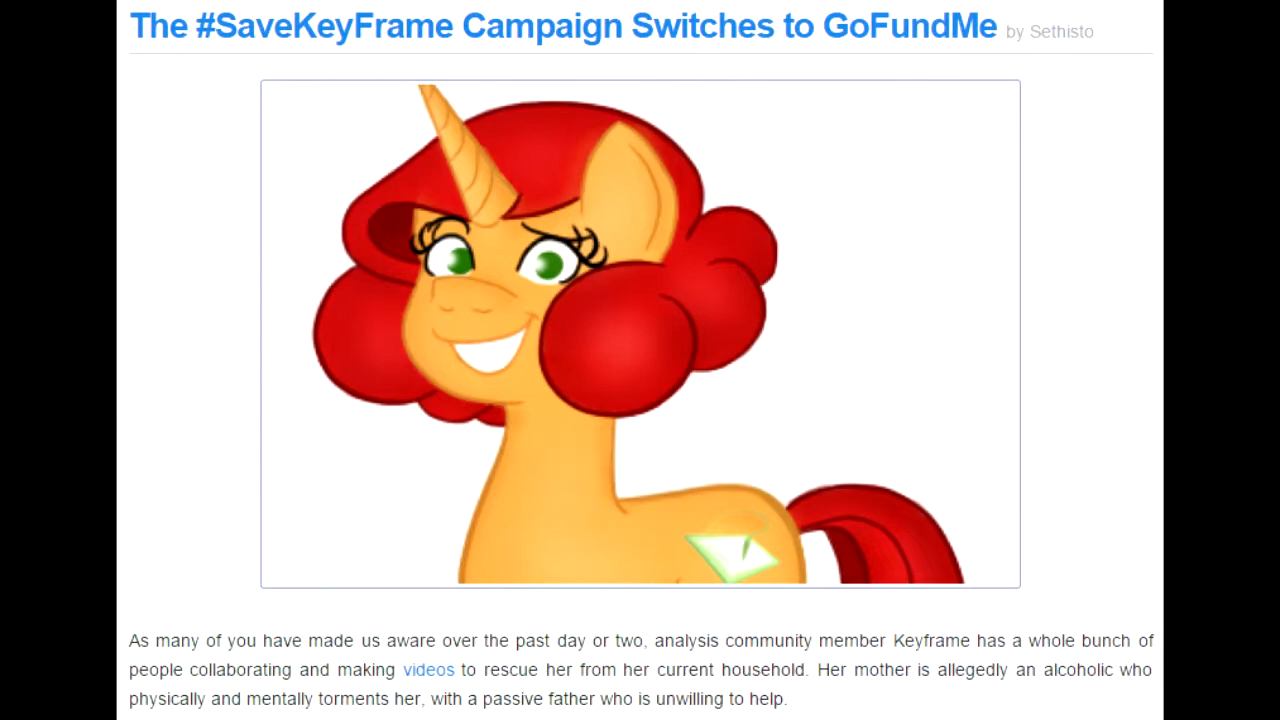 The #SaveKeyFrame Campaign Switches to GoFundMe by Sethisto
As many of you have made us aware over the past day or two, analysis community member Keyframe has a whole bunch of
people collaborating and making videos to rescue her from her current household. Her mother is allegedly an alcoholic who
physically and mentally torments her, with a passive father who is unwilling to help.